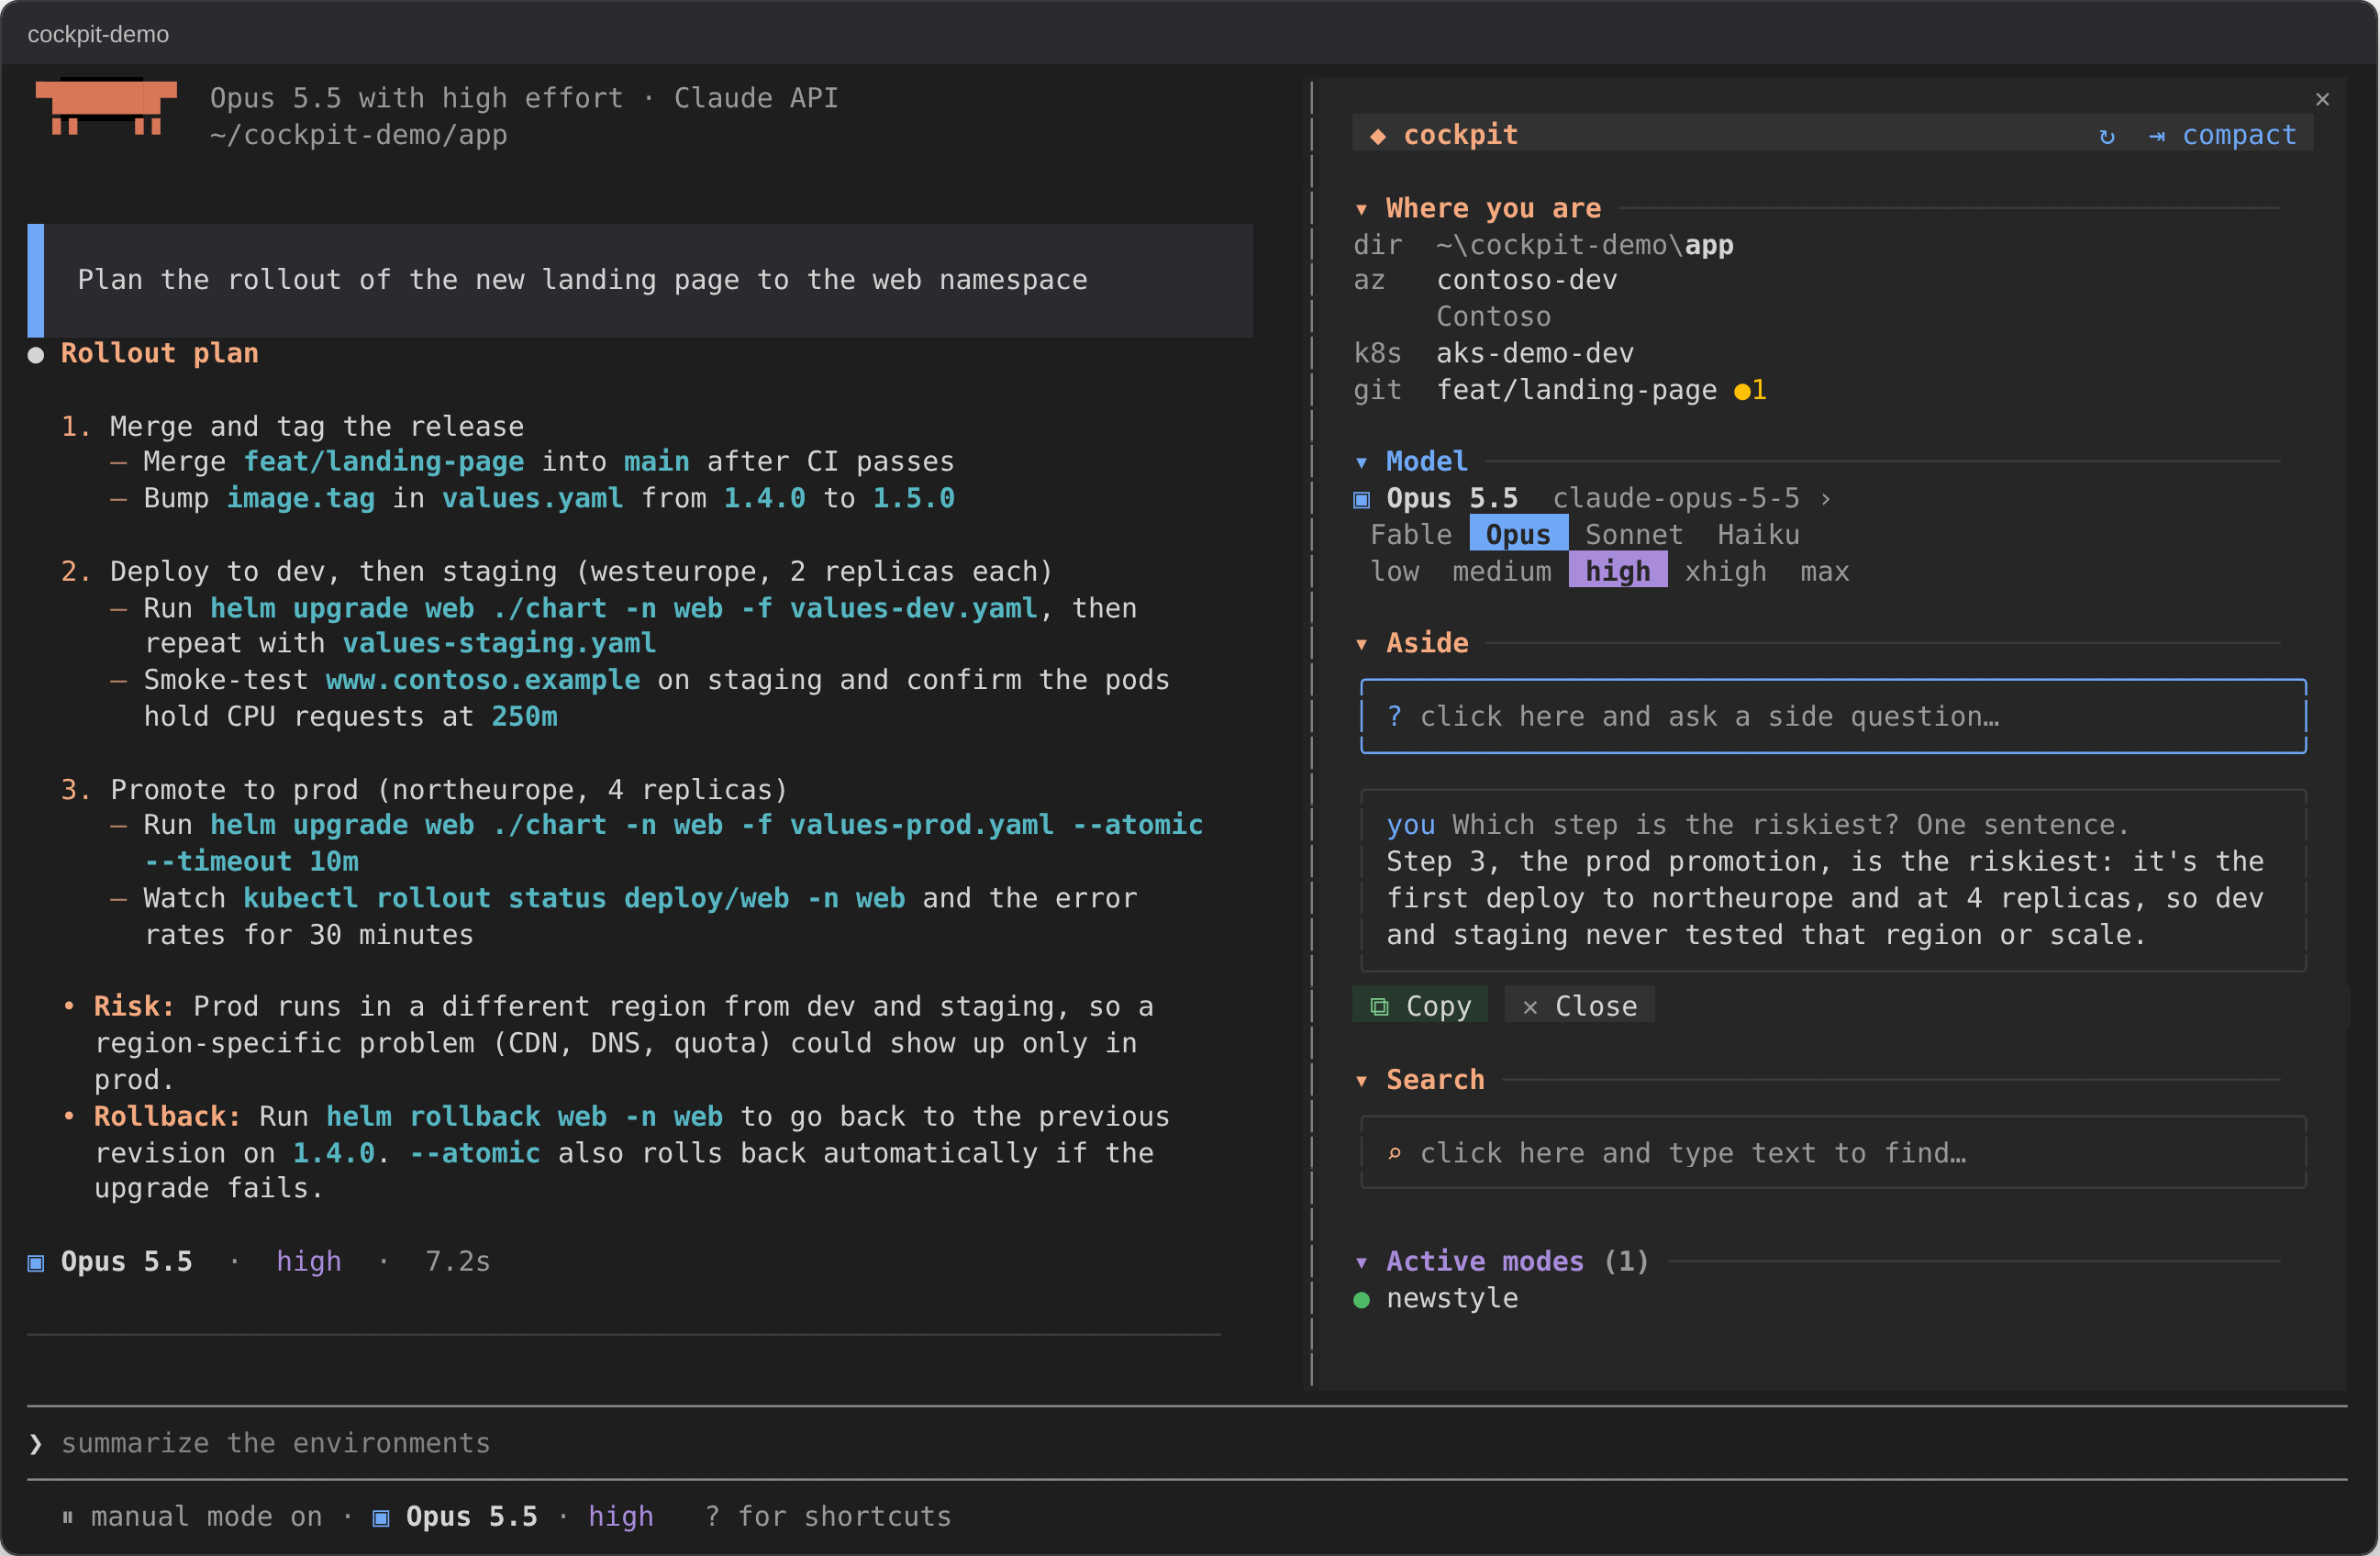 cockpit-demo
Opus 5.5 with high effort · Claude API
~/cockpit-demo/app
Plan the rollout of the new landing page to the web namespace
● Rollout plan
1. Merge and tag the release
– Merge feat/landing-page into main after CI passes
– Bump image.tag in values.yaml from 1.4.0 to 1.5.0
2. Deploy to dev, then staging (westeurope, 2 replicas each)
– Run helm upgrade web ./chart -n web -f values-dev.yaml, then
repeat with values-staging.yaml
– Smoke-test www.contoso.example on staging and confirm the pods
hold CPU requests at 250m
3. Promote to prod (northeurope, 4 replicas)
– Run helm upgrade web ./chart -n web -f values-prod.yaml --atomic
--timeout 10m
– Watch kubectl rollout status deploy/web -n web and the error
rates for 30 minutes
• Risk: Prod runs in a different region from dev and staging, so a
region-specific problem (CDN, DNS, quota) could show up only in
prod.
• Rollback: Run helm rollback web -n web to go back to the previous
revision on 1.4.0. --atomic also rolls back automatically if the
upgrade fails.
▣ Opus 5.5 · high · 7.2s
×
◆ cockpit ↻ ⇥ compact
▾ Where you are
dir ~\cockpit-demo\app
az contoso-dev
Contoso
k8s aks-demo-dev
git feat/landing-page ●1
▾ Model
▣ Opus 5.5 claude-opus-5-5 ›
Fable Opus Sonnet Haiku
low medium high xhigh max
▾ Aside
? click here and ask a side question…
you Which step is the riskiest? One sentence.
Step 3, the prod promotion, is the riskiest: it's the
first deploy to northeurope and at 4 replicas, so dev
and staging never tested that region or scale.
⧉ Copy × Close
▾ Search
⌕ click here and type text to find…
▾ Active modes (1)
● newstyle
❯ summarize the environments
⏸ manual mode on · ▣ Opus 5.5 · high ? for shortcuts